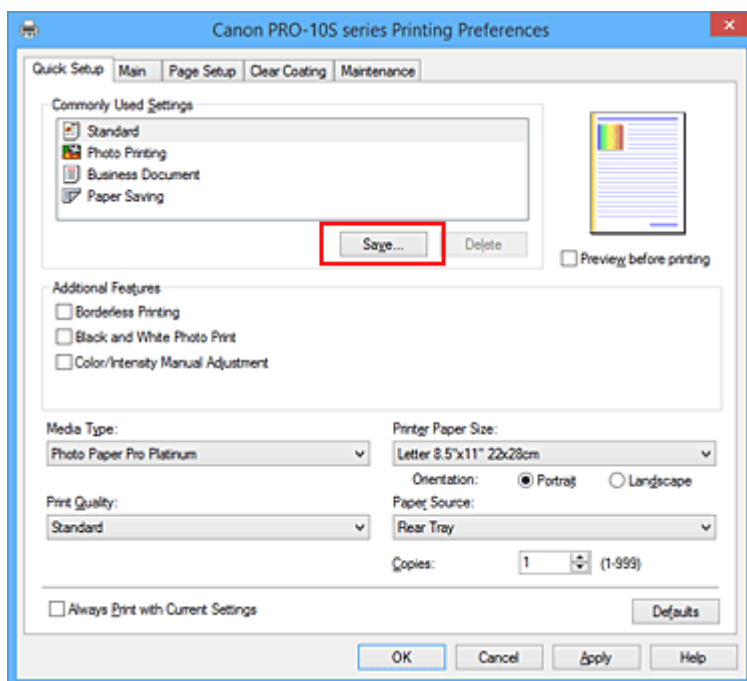 Canon PRO-10S series Printing Preferences
Quick Setup Main Page Setup Clear Coating Maintenance
Commonly Used Settings
Standard
Photo Printing
Business Document
Paper Saving
Save... Delete
Preview before printing
Additional Features
Borderless Printing
Black and White Photo Print
Color/Intensity Manual Adjustment
Media Type: Printer Paper Size:
Photo Paper Pro Platinum Letter 8.5"x11" 22x28cm
Orientation: Portrait Landscape
Print Quality: Paper Source:
Standard Rear Tray
Copies: 1 (1-999)
Always Print with Current Settings Defaults
OK Cancel Apply Help